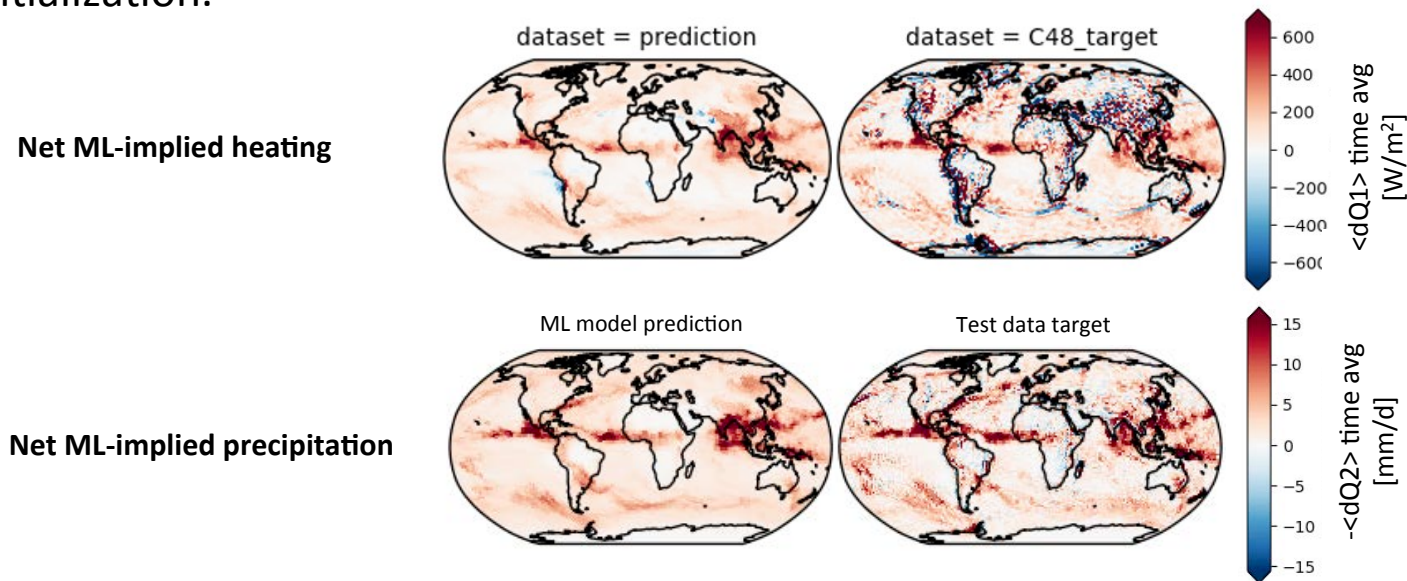 itialization.
dataset = prediction
dataset = C48_target
Net ML-implied heating
600
400
200
0
−200
−400
−600
<dQ1> time avg
[W/m²]
ML model prediction
Test data target
Net ML-implied precipitation
15
10
5
0
−5
−10
−15
-<dQ2> time avg
[mm/d]